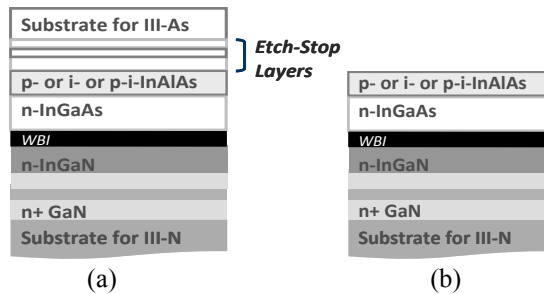 Substrate for III-As
Etch-Stop
Layers
p- or i- or p-i-InAlAs
n-InGaAs
WBI
n-InGaN
n+ GaN
Substrate for III-N
(a)
p- or i- or p-i-InAlAs
n-InGaAs
WBI
n-InGaN
n+ GaN
Substrate for III-N
(b)